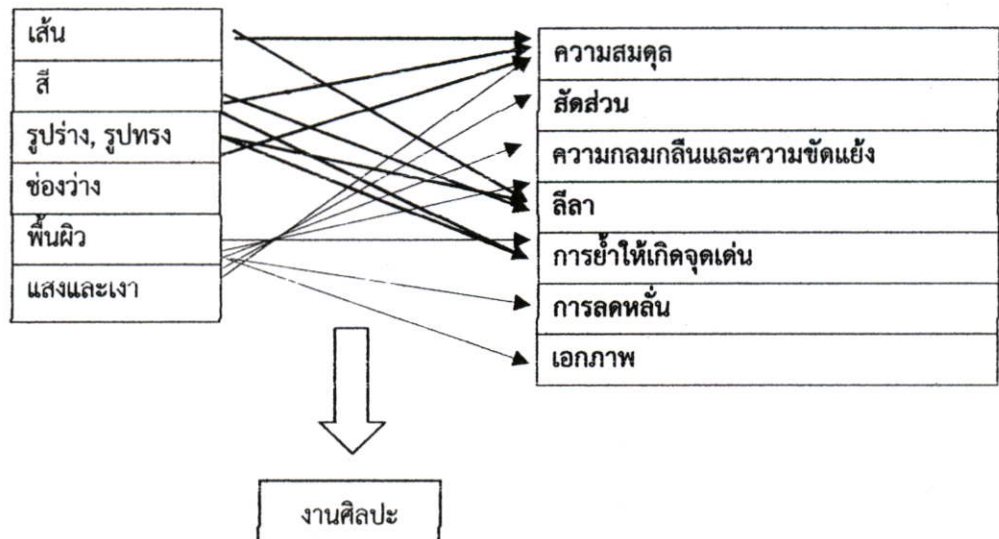 เส้น
สี
รูปร่าง, รูปทรง
ช่องว่าง
พื้นผิว
แสงและเงา
ความสมดุล
สัดส่วน
ความกลมกลืนและความขัดแย้ง
ลีลา
การย้ำให้เกิดจุดเด่น
การลดหลั่น
เอกภาพ
งานศิลปะ